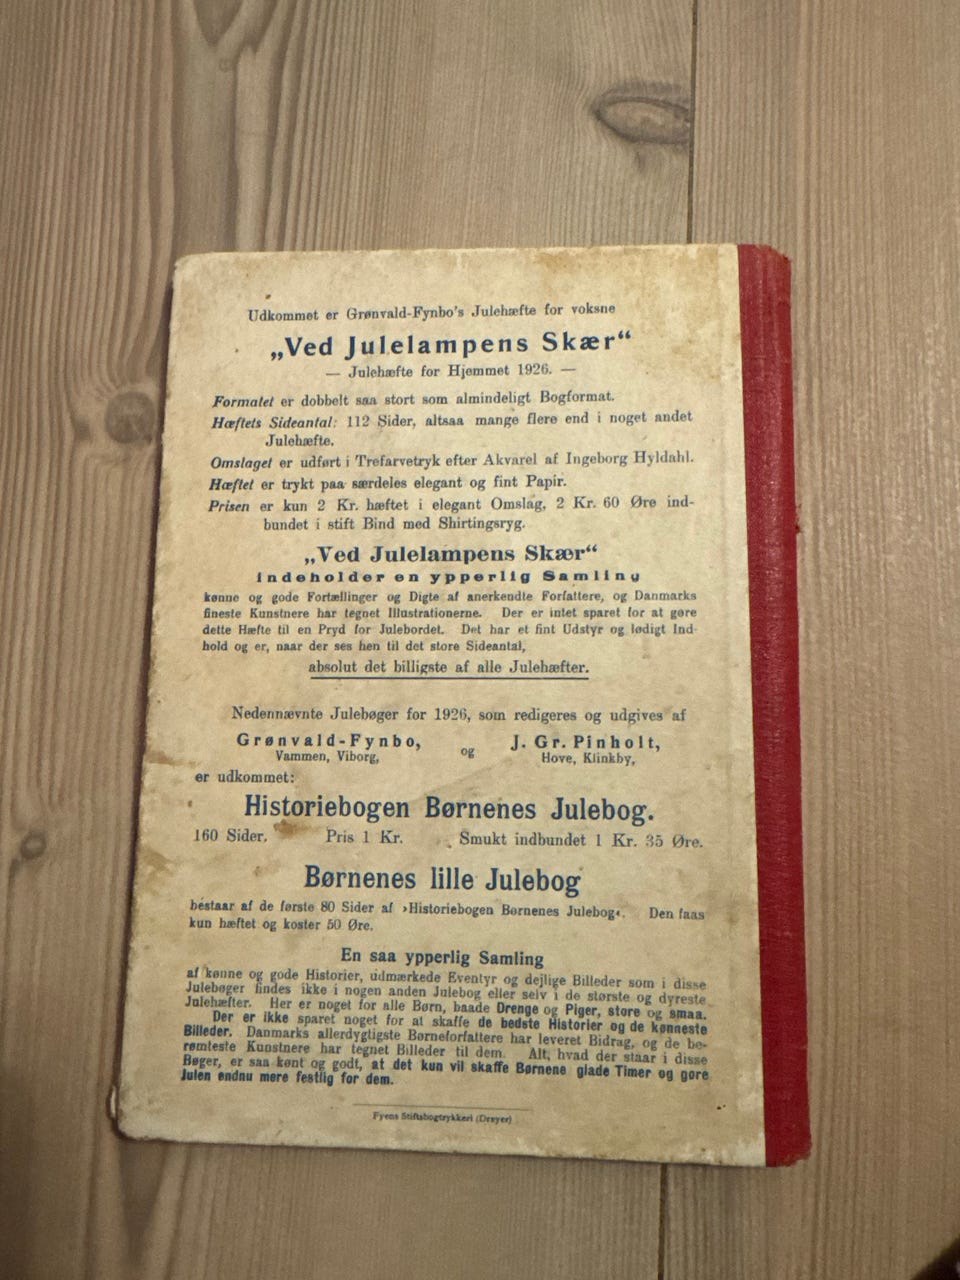 Udkommet er Grønvald-Fynbo's Julehæfte for voksne
„Ved Julelampens Skær“
— Julehæfte for Hjemmet 1926. —
Formatet er dobbelt saa stort som almindeligt Bogformat.
Hæftets Sideantal: 112 Sider, altsaa mange flere end i noget andet
Julehæfte.
Omslaget er udført i Trefarvetryk efter Akvarel af Ingeborg Hyldahl.
Hæftet er trykt paa særdeles elegant og fint Papir.
Prisen er kun 2 Kr. hæftet i elegant Omslag, 2 Kr. 60 Øre ind-
bundet i stift Bind med Shirtingsryg.
„Ved Julelampens Skær“
indeholder en ypperlig Samling
kønne og gode Fortællinger og Digte af anerkendte Forfattere, og Danmarks
fineste Kunstnere har tegnet Illustrationerne. Der er intet sparet for at gøre
dette Hæfte til en Pryd for Julebordet. Det har et fint Udstyr og lødigt Ind-
hold og er, naar der ses hen til det store Sideantal,
absolut det billigste af alle Julehæfter.
Nedennævnte Julebøger for 1926, som redigeres og udgives af
Grønvald-Fynbo, og J. Gr. Pinholt,
Vammen, Viborg, Hove, Klinkby,
er udkommet:
Historiebogen Børnenes Julebog.
160 Sider. Pris 1 Kr. Smukt indbundet 1 Kr. 35 Øre.
Børnenes lille Julebog
bestaar af de første 80 Sider af ›Historiebogen Børnenes Julebog‹. Den faas
kun hæftet og koster 50 Øre.
En saa ypperlig Samling
af kønne og gode Historier, udmærkede Eventyr og dejlige Billeder som i disse
Julebøger findes ikke i nogen anden Julebog eller selv i de største og dyreste
Julehæfter. Her er noget for alle Børn, baade Drenge og Piger, store og smaa.
Der er ikke sparet noget for at skaffe de bedste Historier og de kønneste
Billeder. Danmarks allerdygtigste Børneforfattere har leveret Bidrag, og de be-
rømteste Kunstnere har tegnet Billeder til dem. Alt, hvad der staar i disse
Bøger, er saa kønt og godt, at det kun vil skaffe Børnene glade Timer og gøre
Julen endnu mere festlig for dem.
Fyens Stiftsbogtrykkeri (Dreyer)